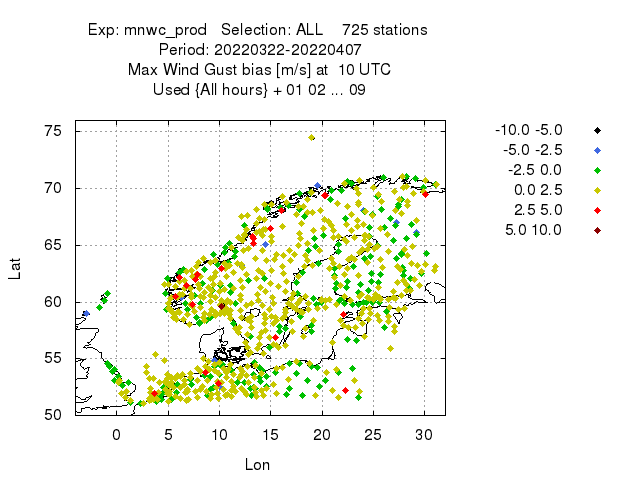 Exp: mnwc_prod Selection: ALL 725 stations
Period: 20220322-20220407
Max Wind Gust bias [m/s] at 10 UTC
Used {All hours} + 01 02 ... 09
-10.0 -5.0
-5.0 -2.5
-2.5 0.0
0.0 2.5
2.5 5.0
5.0 10.0
75
70
65
60
55
50
Lat
0 5 10 15 20 25 30
Lon